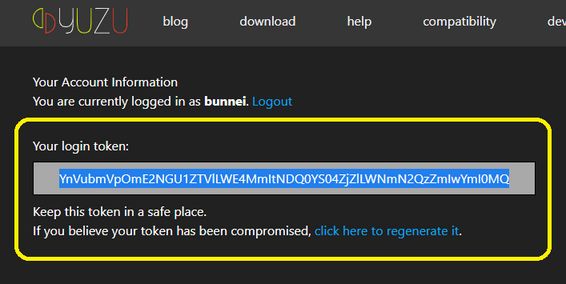 YUZU blog download help compatibility dev
Your Account Information
You are currently logged in as bunnei. Logout
Your login token:
YnVubmVpOmE2NGU1ZTVlLWE4MmItNDQ0YS04ZjZlLWNmN2QzZmIwYmI0MQ
Keep this token in a safe place.
If you believe your token has been compromised, click here to regenerate it.